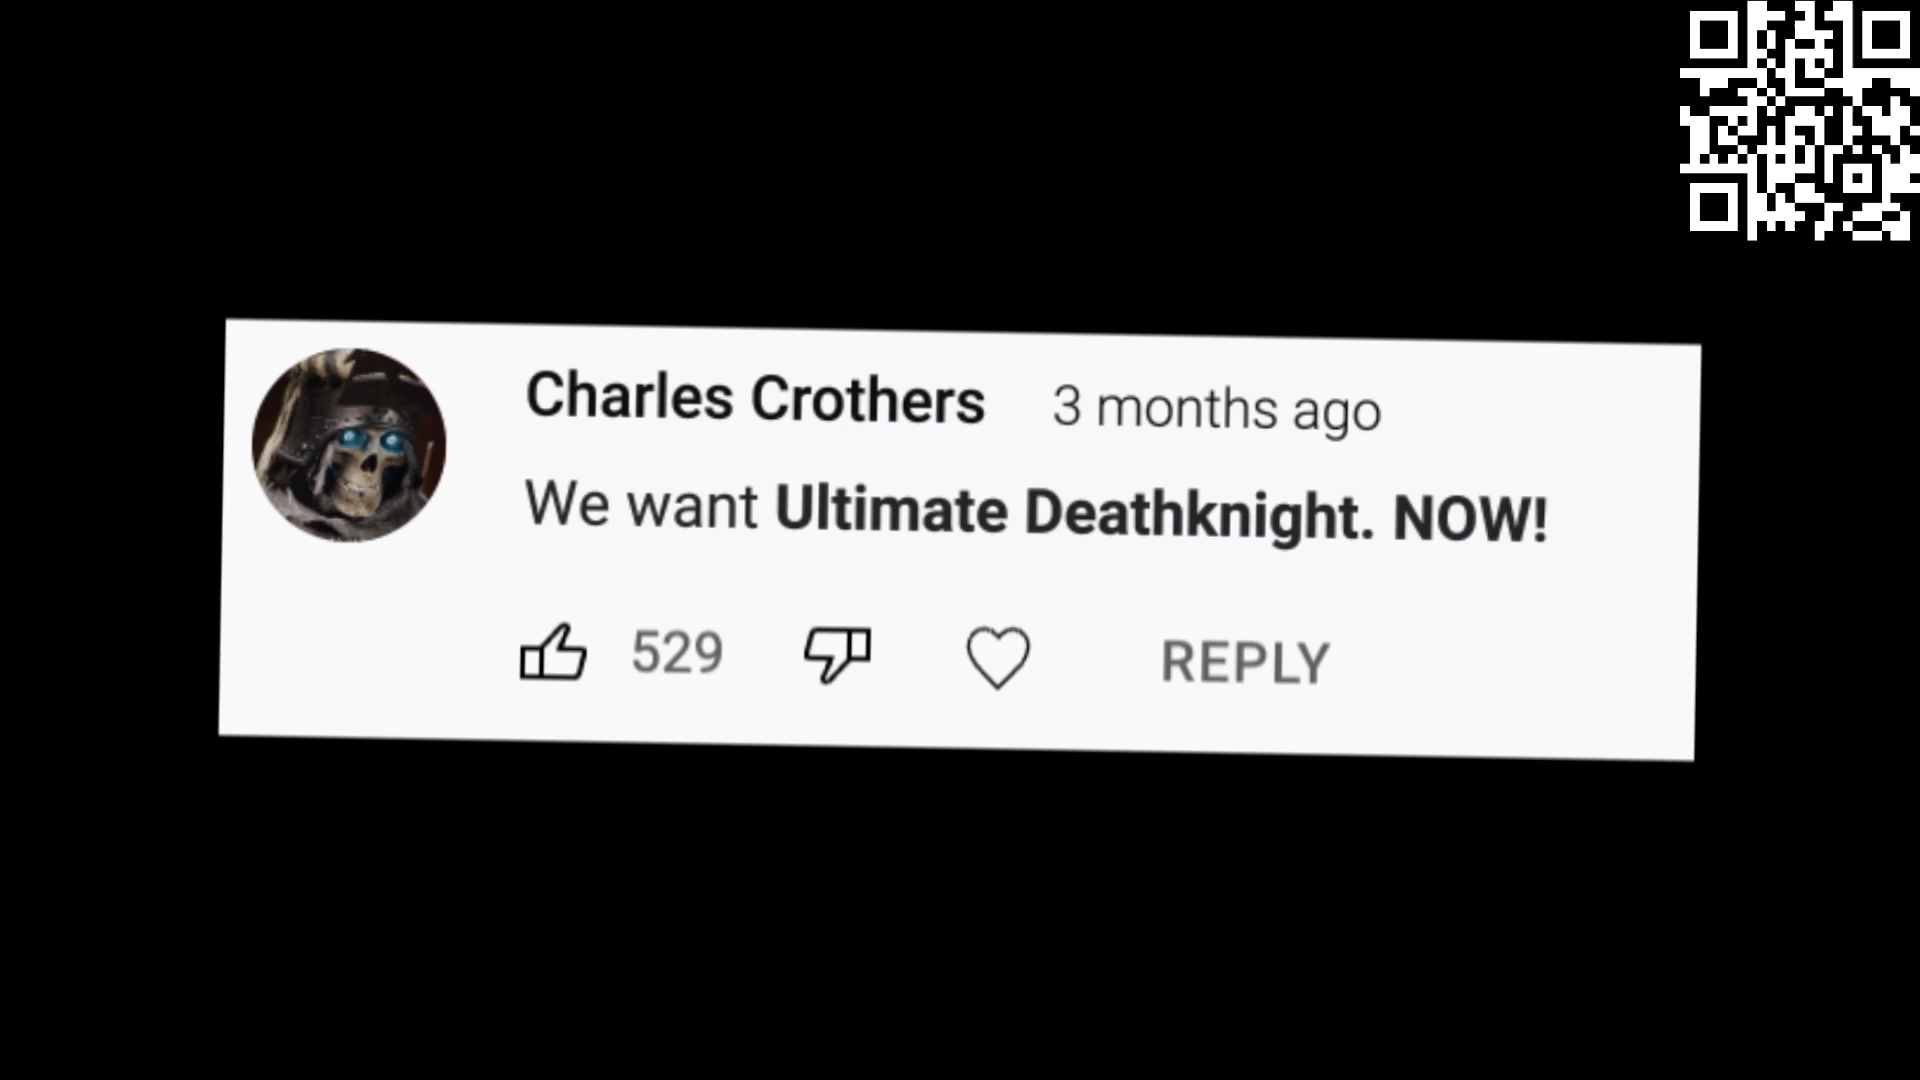 Charles Crothers 3 months ago
We want Ultimate Deathknight. NOW!
529 REPLY